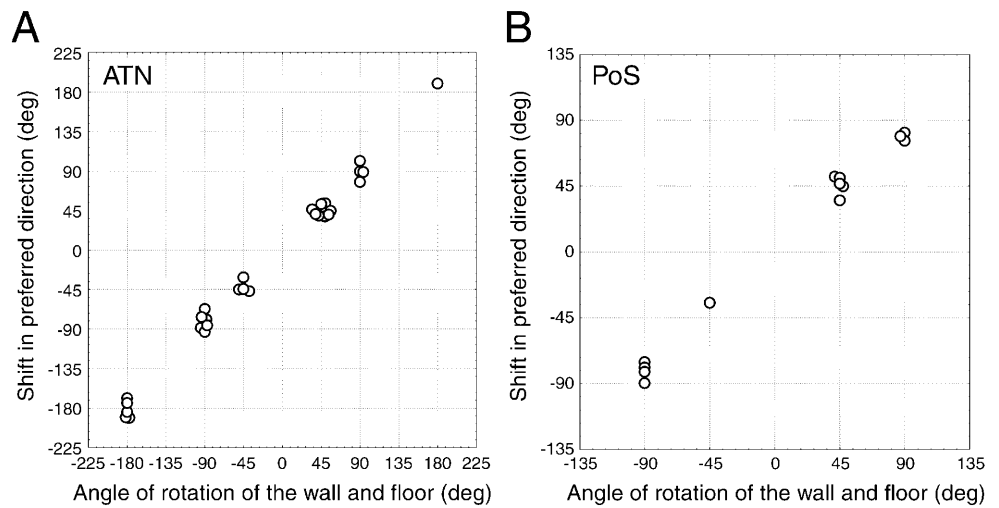 A
ATN
Shift in preferred direction (deg)
225
180
135
90
45
0
-45
-90
-135
-180
-225
-225 -180 -135 -90 -45 0 45 90 135 180 225
Angle of rotation of the wall and floor (deg)
B
PoS
Shift in preferred direction (deg)
135
90
45
0
-45
-90
-135
-135 -90 -45 0 45 90 135
Angle of rotation of the wall and floor (deg)